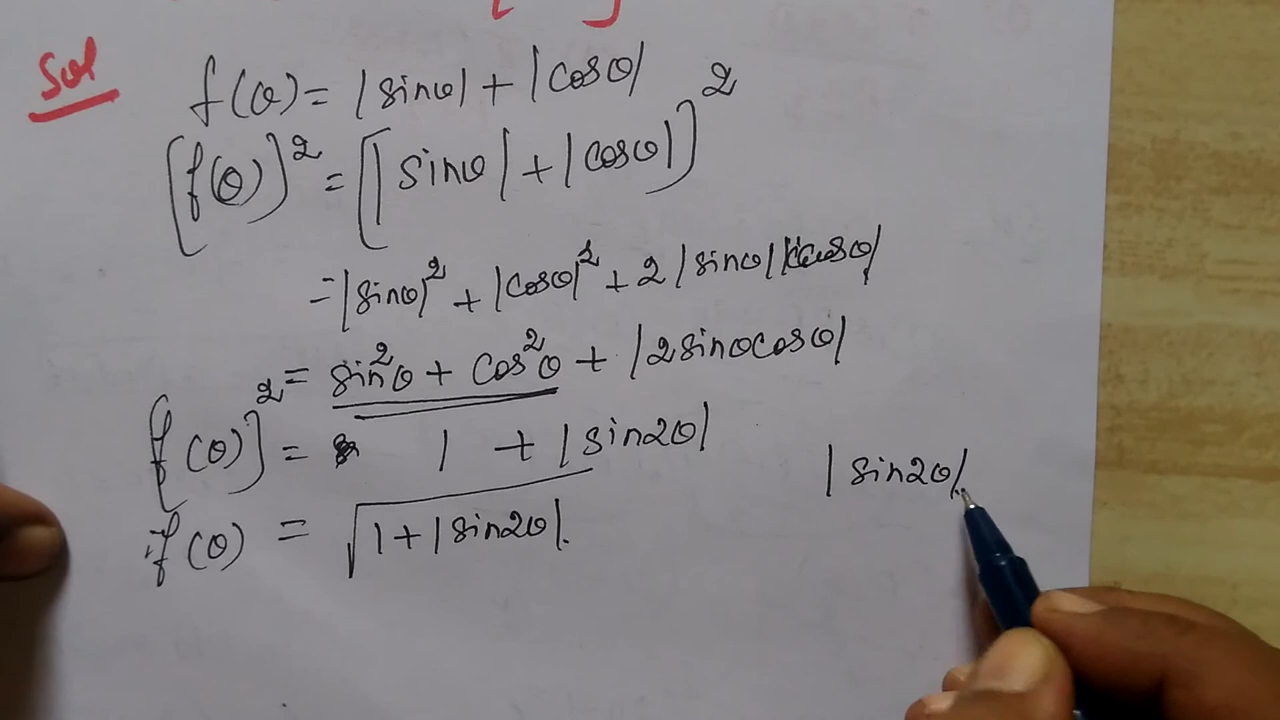 Sol
f(θ) = |sinθ| + |cosθ|
[f(θ)]² = [|sinθ| + |cosθ|]²
= |sinθ|² + |cosθ|² + 2|sinθ||cosθ|
= sin²θ + cos²θ + |2sinθcosθ|
[f(θ)]² = 1 + |sin2θ|
|sin2θ|
f(θ) = √1+|sin2θ|.